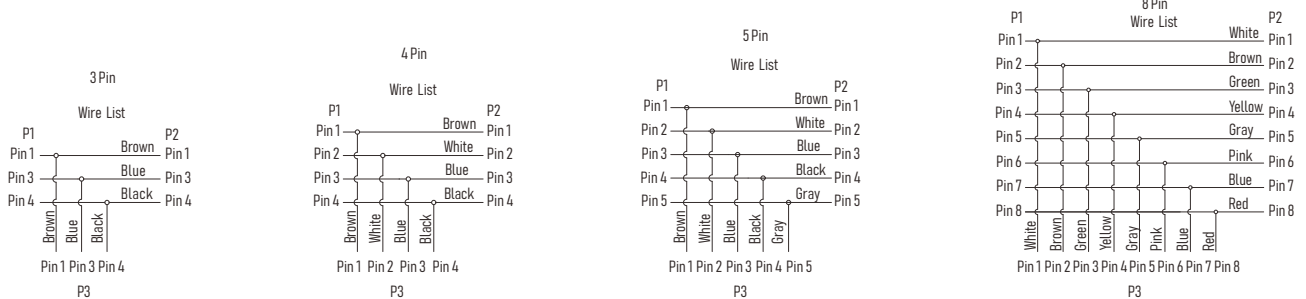 3 Pin
Wire List
P1 P2
Pin 1 Brown Pin 1
Pin 3 Blue Pin 3
Pin 4 Black Pin 4
Brown Blue Black
Pin 1 Pin 3 Pin 4
P3
4 Pin
Wire List
P1 P2
Pin 1 Brown Pin 1
Pin 2 White Pin 2
Pin 3 Blue Pin 3
Pin 4 Black Pin 4
Brown White Blue Black
Pin 1 Pin 2 Pin 3 Pin 4
P3
5 Pin
Wire List
P1 P2
Pin 1 Brown Pin 1
Pin 2 White Pin 2
Pin 3 Blue Pin 3
Pin 4 Black Pin 4
Pin 5 Gray Pin 5
Brown White Blue Black Gray
Pin 1 Pin 2 Pin 3 Pin 4 Pin 5
P3
8 Pin
Wire List
P1 P2
Pin 1 White Pin 1
Pin 2 Brown Pin 2
Pin 3 Green Pin 3
Pin 4 Yellow Pin 4
Pin 5 Gray Pin 5
Pin 6 Pink Pin 6
Pin 7 Blue Pin 7
Pin 8 Red Pin 8
White Brown Green Yellow Gray Pink Blue Red
Pin 1 Pin 2 Pin 3 Pin 4 Pin 5 Pin 6 Pin 7 Pin 8
P3